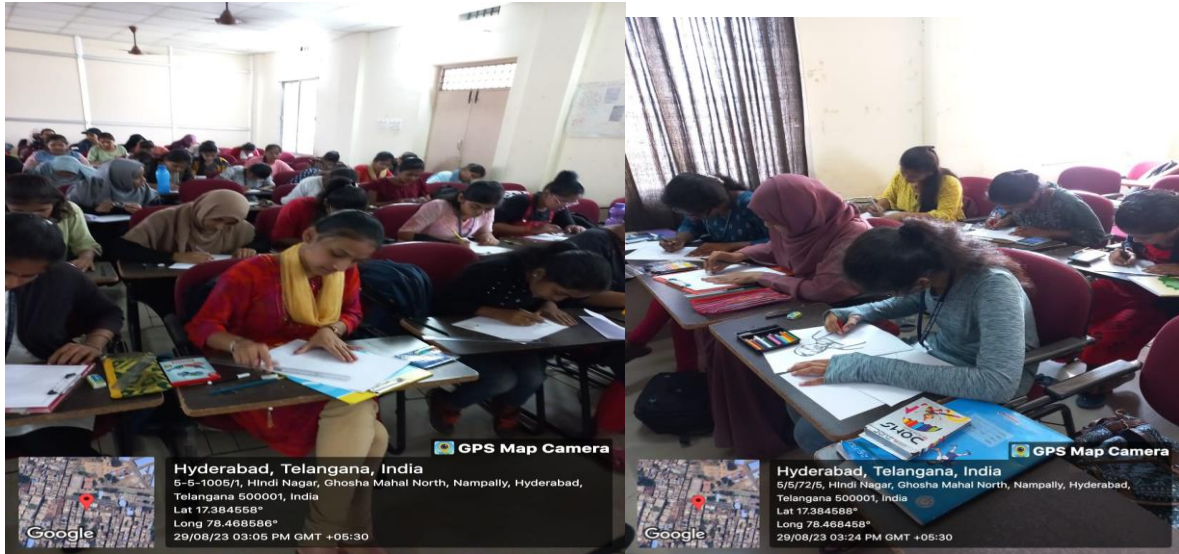 GPS Map Camera
Hyderabad, Telangana, India
5-5-1005/1, HIndi Nagar, Ghosha Mahal North, Nampally, Hyderabad,
Telangana 500001, India
Lat 17.384558°
Long 78.468586°
29/08/23 03:05 PM GMT +05:30
Google
DOMS
GPS Map Camera
Hyderabad, Telangana, India
5/5/72/5, HIndi Nagar, Ghosha Mahal North, Nampally, Hyderabad,
Telangana 500001, India
Lat 17.384558°
Long 78.468458°
29/08/23 03:24 PM GMT +05:30
Google